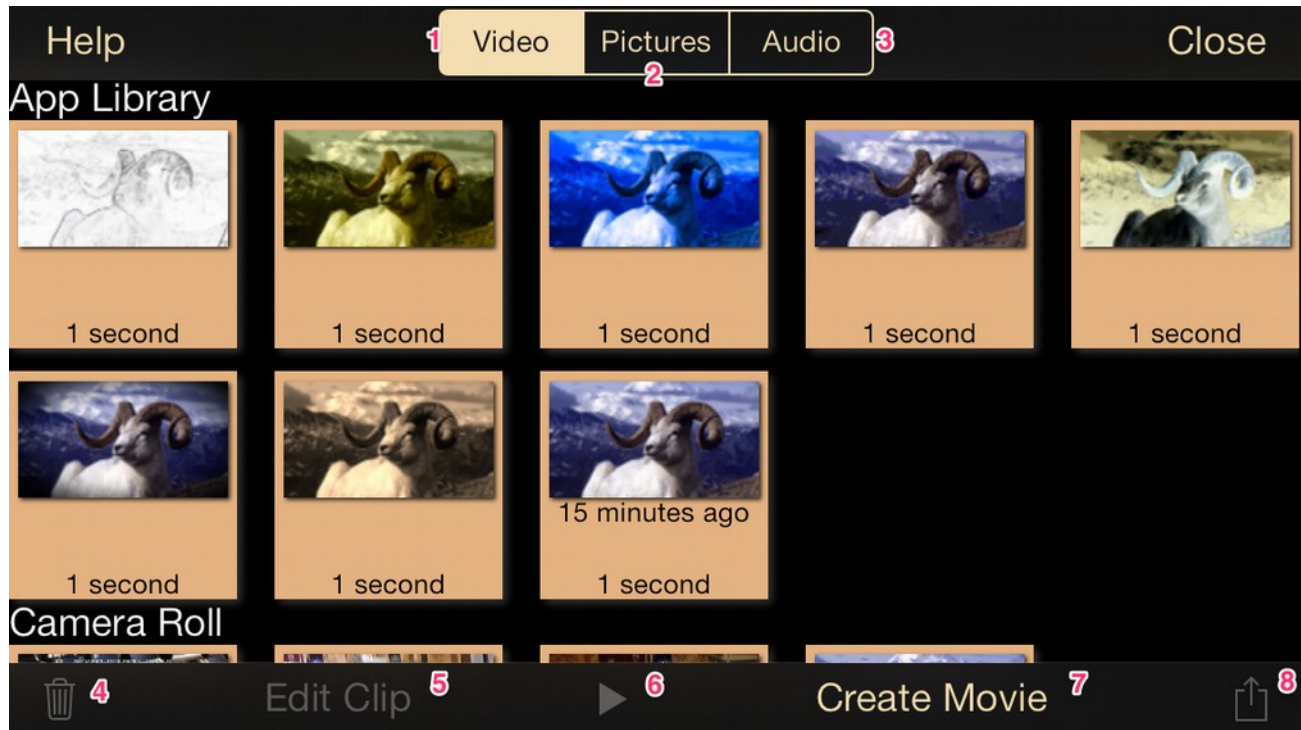 Help 1 Video Pictures Audio 3 Close
2
App Library
1 second 1 second 1 second 1 second 1 second
15 minutes ago
1 second 1 second 1 second
Camera Roll
4 Edit Clip 5 6 Create Movie 7 8